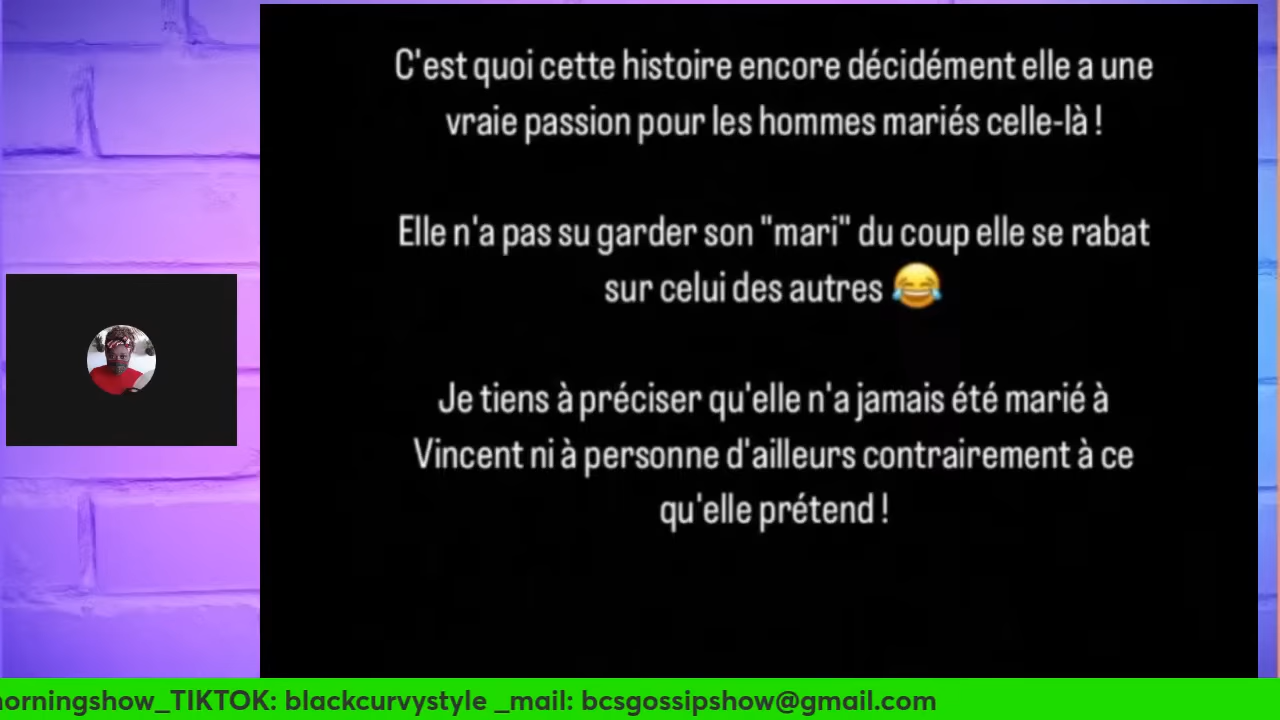 C'est quoi cette histoire encore décidément elle a une
vraie passion pour les hommes mariés celle-là !
Elle n'a pas su garder son "mari" du coup elle se rabat
sur celui des autres 😂
Je tiens à préciser qu'elle n'a jamais été marié à
Vincent ni à personne d'ailleurs contrairement à ce
qu'elle prétend !
orningshow_TIKTOK: blackcurvystyle _mail: bcsgossipshow@gmail.com